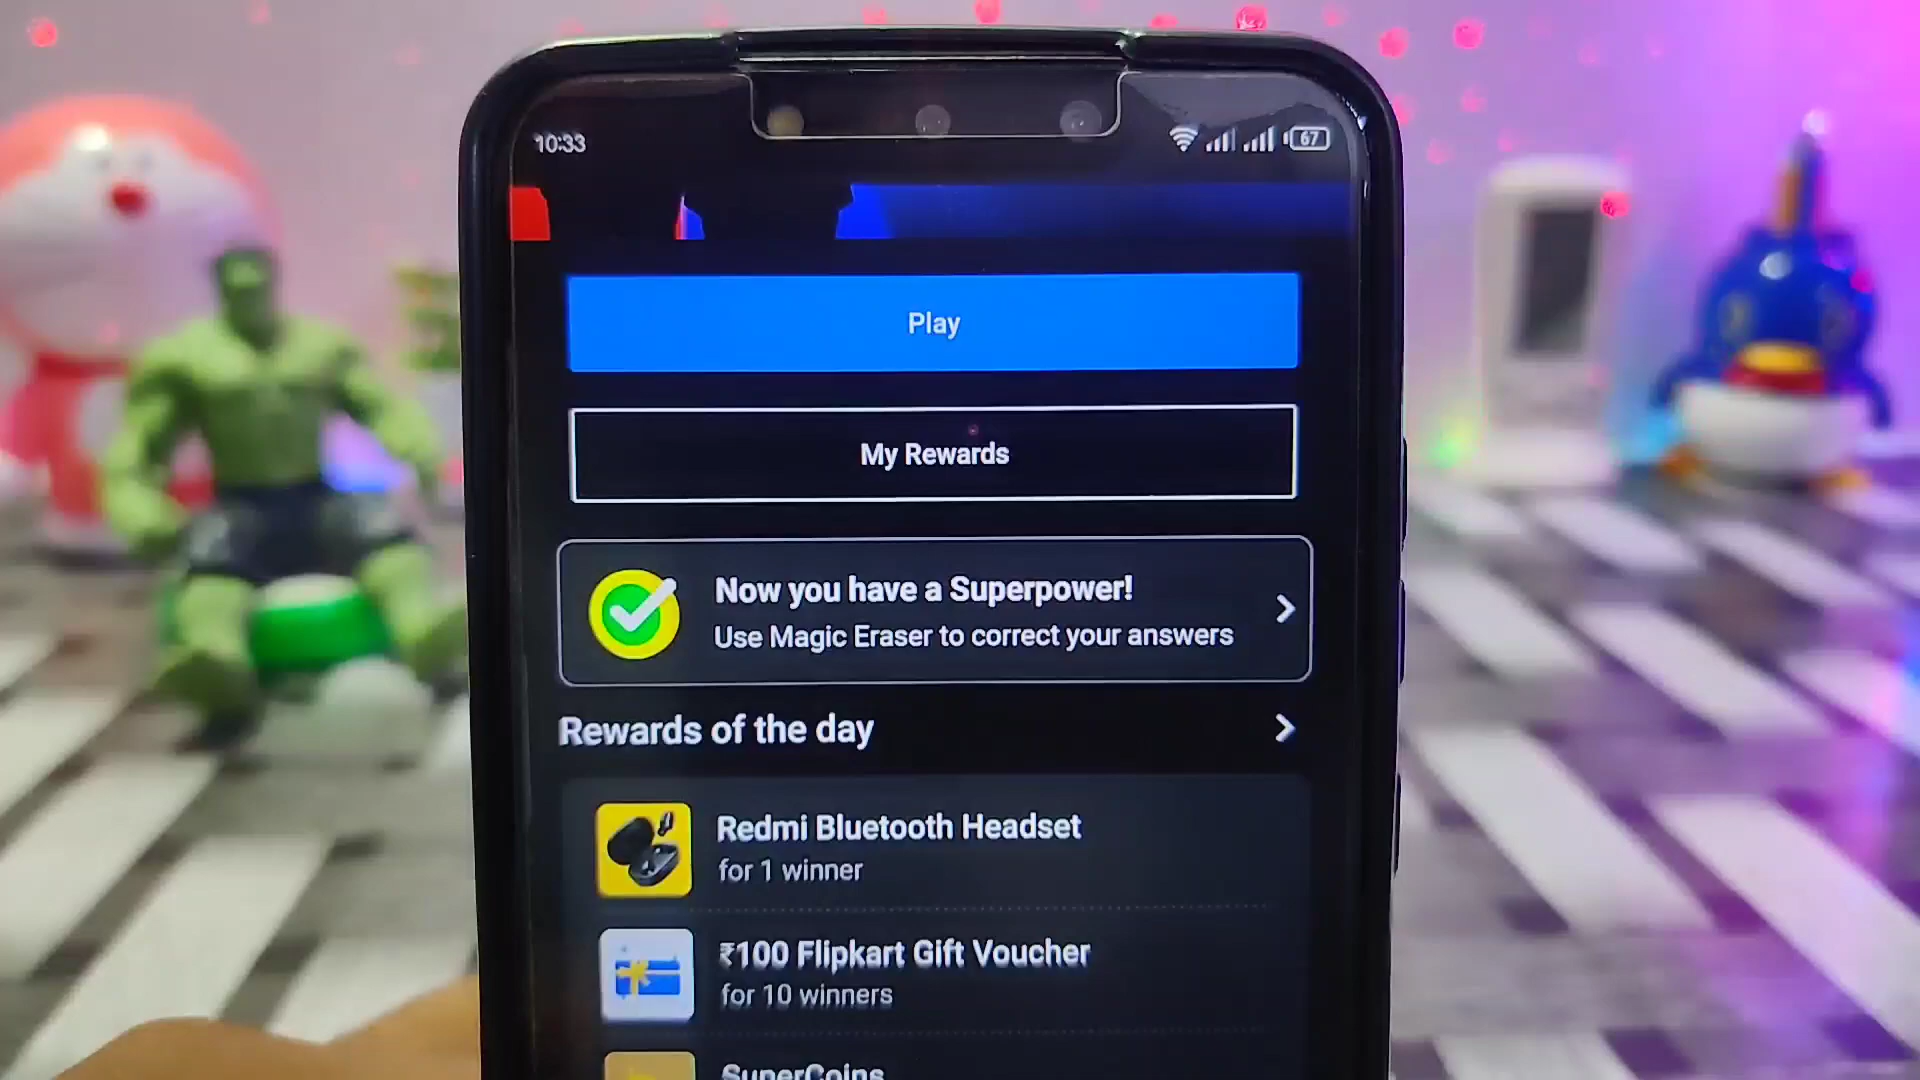 10:33
67
Play
My Rewards
Now you have a Superpower!
Use Magic Eraser to correct your answers
Rewards of the day
Redmi Bluetooth Headset
for 1 winner
₹100 Flipkart Gift Voucher
for 10 winners
SuperCoins